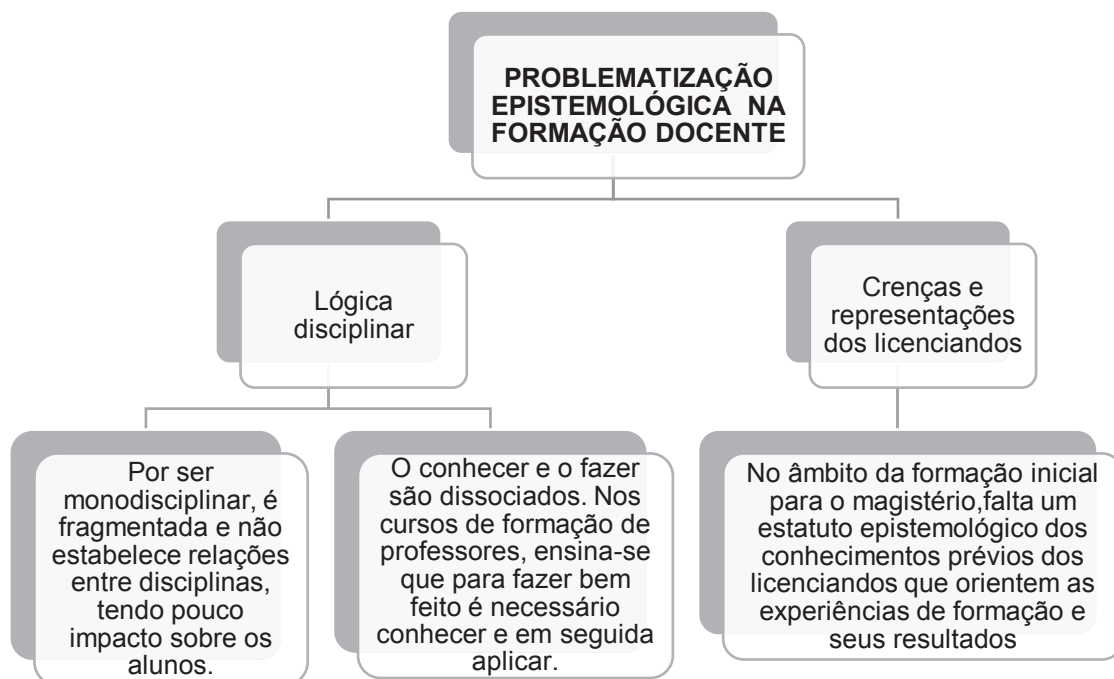 PROBLEMATIZAÇÃO
EPISTEMOLÓGICA NA
FORMAÇÃO DOCENTE
Lógica
disciplinar
Crenças e
representações
dos licenciandos
Por ser
monodisciplinar, é
fragmentada e não
estabelece relações
entre disciplinas,
tendo pouco
impacto sobre os
alunos.
O conhecer e o fazer
são dissociados. Nos
cursos de formação de
professores, ensina-se
que para fazer bem
feito é necessário
conhecer e em seguida
aplicar.
No âmbito da formação inicial
para o magistério,falta um
estatuto epistemológico dos
conhecimentos prévios dos
licenciandos que orientem as
experiências de formação e
seus resultados